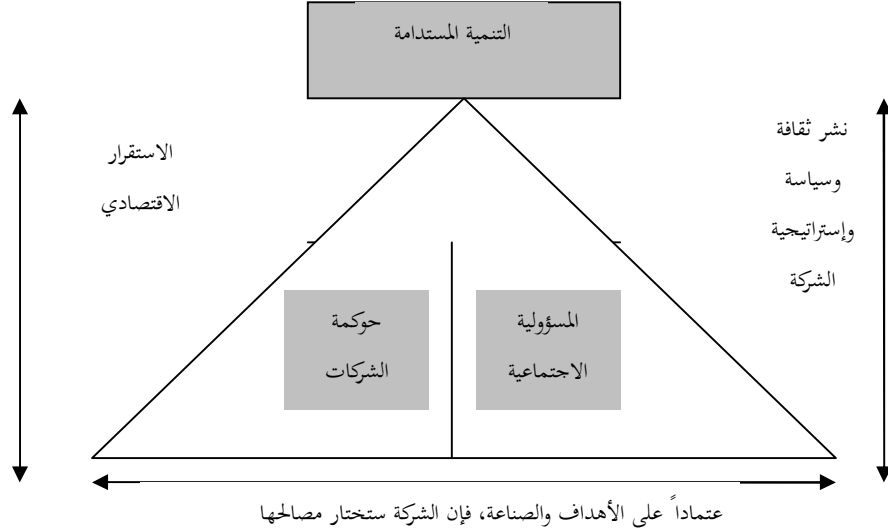 التنمية المستدامة
نشر ثقافة
وسياسة
وإستراتيجية
الشركة
الاستقرار
الاقتصادي
المسؤولية
الاجتماعية
حوكمة
الشركات
عتماداً على الأهداف والصناعة، فإن الشركة ستختار مصالحها